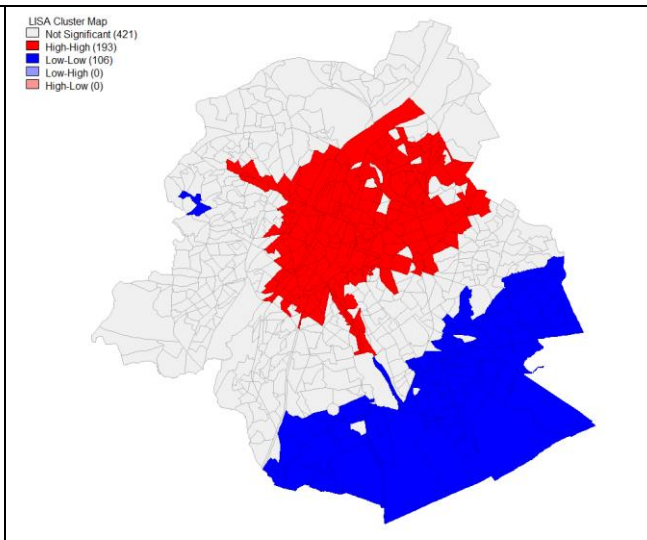 LISA Cluster Map
Not Significant (421)
High-High (193)
Low-Low (106)
Low-High (0)
High-Low (0)